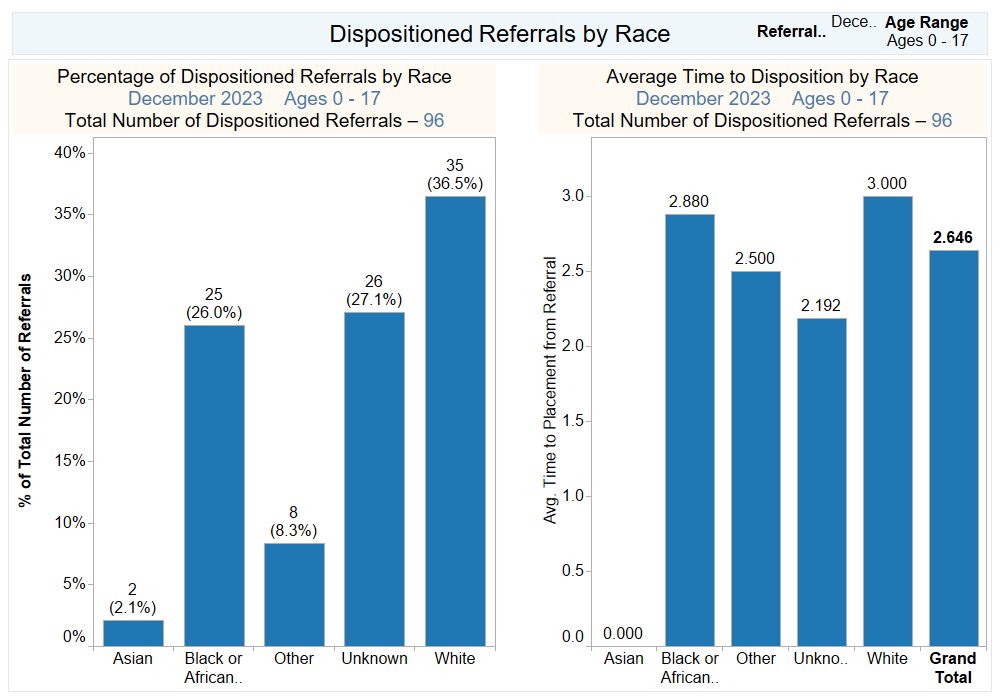 Dispositioned Referrals by Race
Referral..
Dece..
Age Range
Ages 0 - 17
Percentage of Dispositioned Referrals by Race
December 2023 Ages 0 - 17
Total Number of Dispositioned Referrals – 96
% of Total Number of Referrals
40%
35%
30%
25%
20%
15%
10%
5%
0%
2
(2.1%)
25
(26.0%)
8
(8.3%)
26
(27.1%)
35
(36.5%)
Asian
Black or
African..
Other
Unknown
White
Average Time to Disposition by Race
December 2023 Ages 0 - 17
Total Number of Dispositioned Referrals – 96
Avg. Time to Placement from Referral
3.0
2.5
2.0
1.5
1.0
0.5
0.0
0.000
2.880
2.500
2.192
3.000
2.646
Asian
Black or
African..
Other
Unkno..
White
Grand
Total